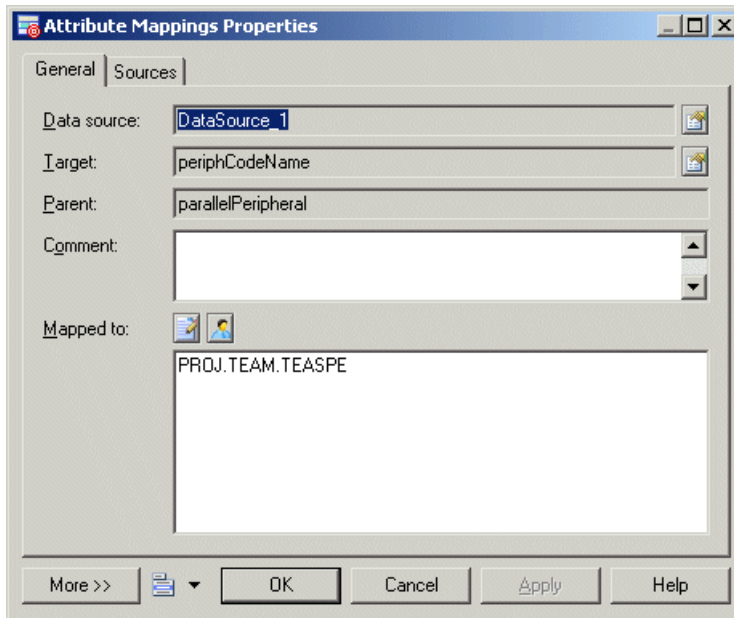 Attribute Mappings Properties
General Sources
Data source: DataSource_1
Target: periphCodeName
Parent: parallelPeripheral
Comment:
Mapped to:
PROJ.TEAM.TEASPE
More >> OK Cancel Apply Help